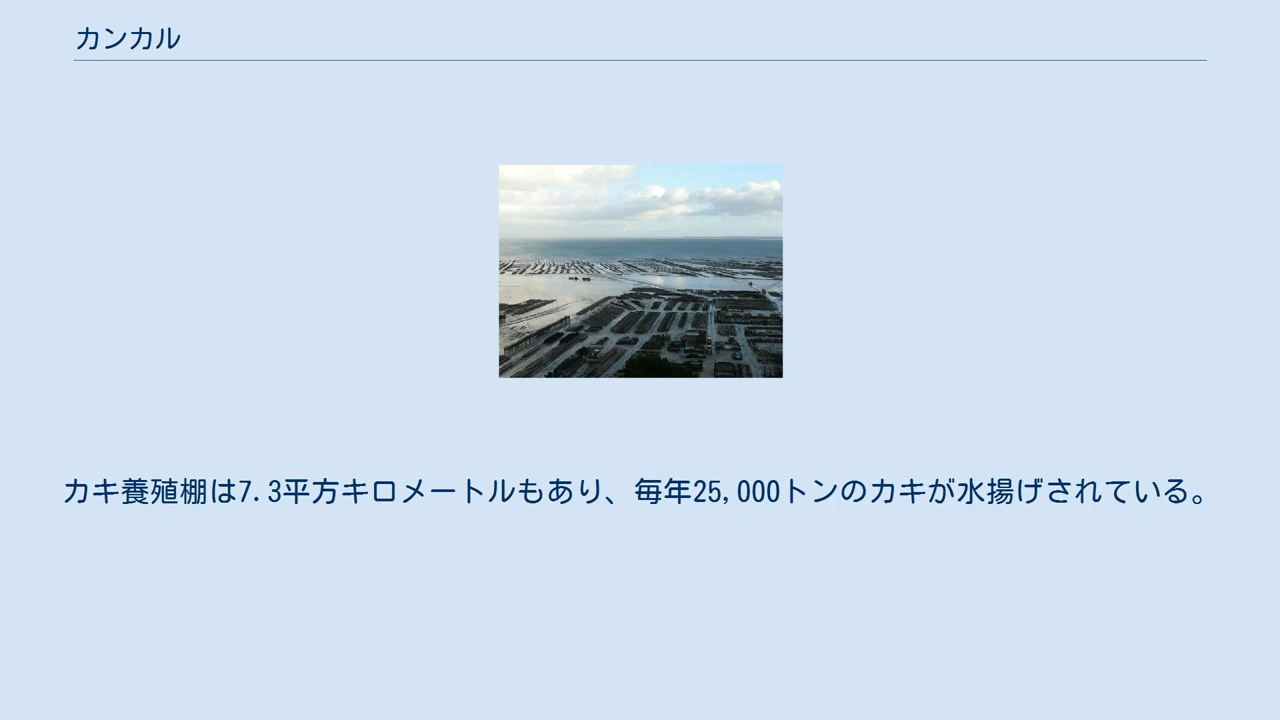 カンカル
カキ養殖棚は7.3平方キロメートルもあり、毎年25,000トンのカキが水揚げされている。